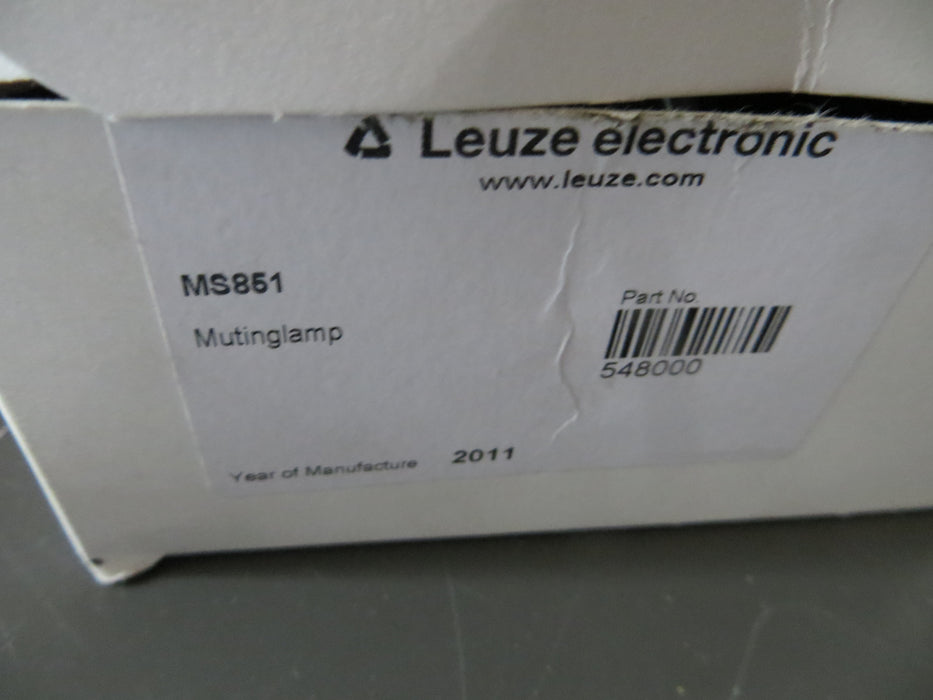 Leuze electronic
www.leuze.com
MS851
Part No.
Mutinglamp
548000
Year of Manufacture 2011